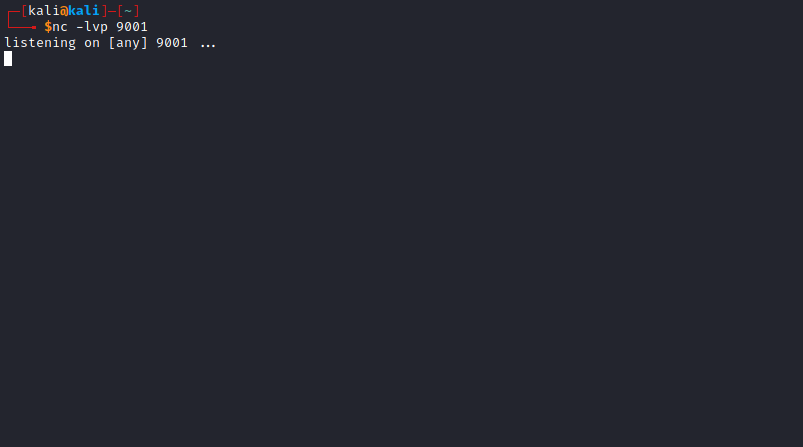 ┌─[kali@kali]─[~]
└──╼ $nc -lvp 9001
listening on [any] 9001 ...